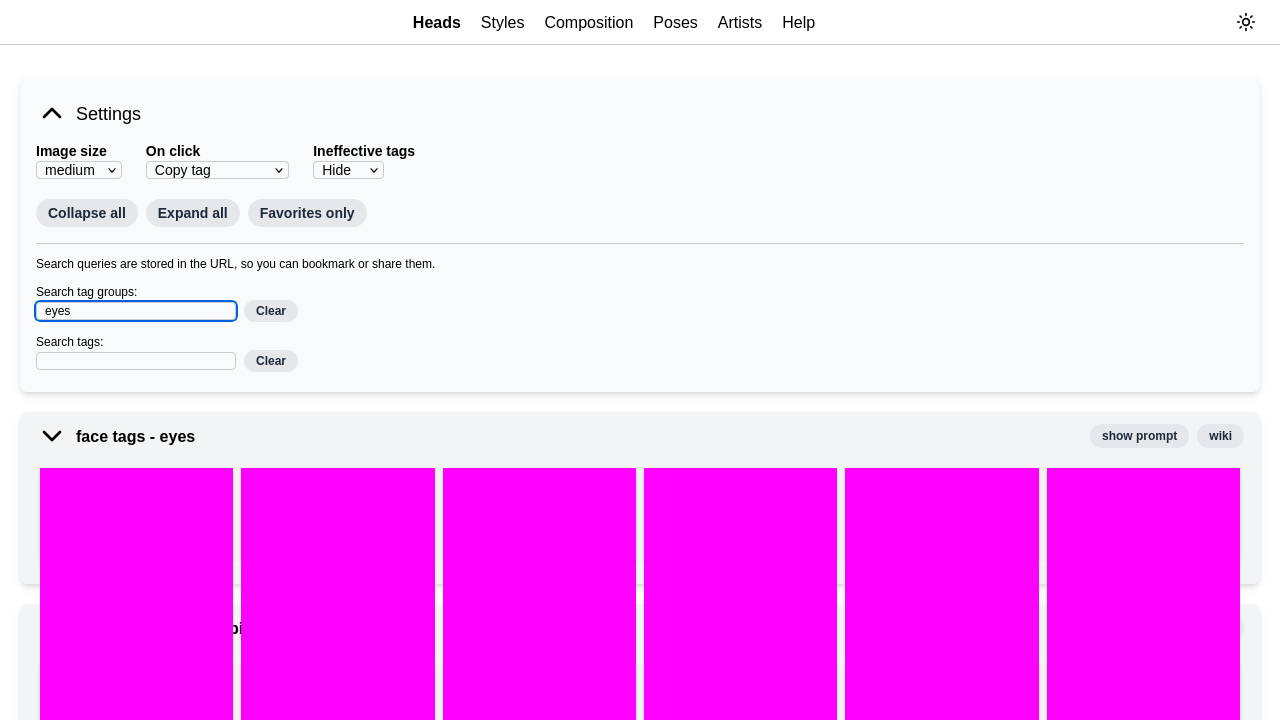 Heads Styles Composition Poses Artists Help
Settings
Image size On click Ineffective tags
medium Copy tag Hide
Collapse all Expand all Favorites only
Search queries are stored in the URL, so you can bookmark or share them.
Search tag groups:
eyes Clear
Search tags:
Clear
face tags - eyes show prompt wiki